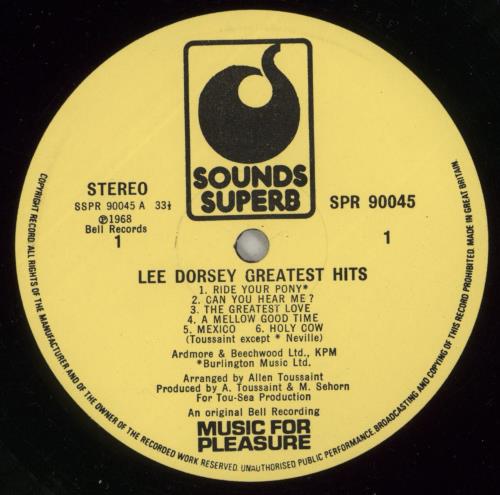 SOUNDS
SUPERB
STEREO
SSPR 90045 A 33⅓
Ⓟ1968
Bell Records
1
SPR 90045
1
LEE DORSEY GREATEST HITS
1. RIDE YOUR PONY*
2. CAN YOU HEAR ME?
3. THE GREATEST LOVE
4. A MELLOW GOOD TIME
5. MEXICO 6. HOLY COW
(Toussaint except * Neville)
Ardmore & Beechwood Ltd., KPM
*Burlington Music Ltd.
Arranged by Allen Toussaint
Produced by A. Toussaint & M. Sehorn
For Tou-Sea Production
An original Bell Recording
MUSIC FOR
PLEASURE
COPYRIGHT RECORD. ALL RIGHTS OF THE MANUFACTURER AND OF THE OWNER OF THE RECORDED WORK RESERVED. UNAUTHORISED PUBLIC PERFORMANCE, BROADCASTING AND COPYING OF THIS RECORD PROHIBITED. MADE IN GREAT BRITAIN.